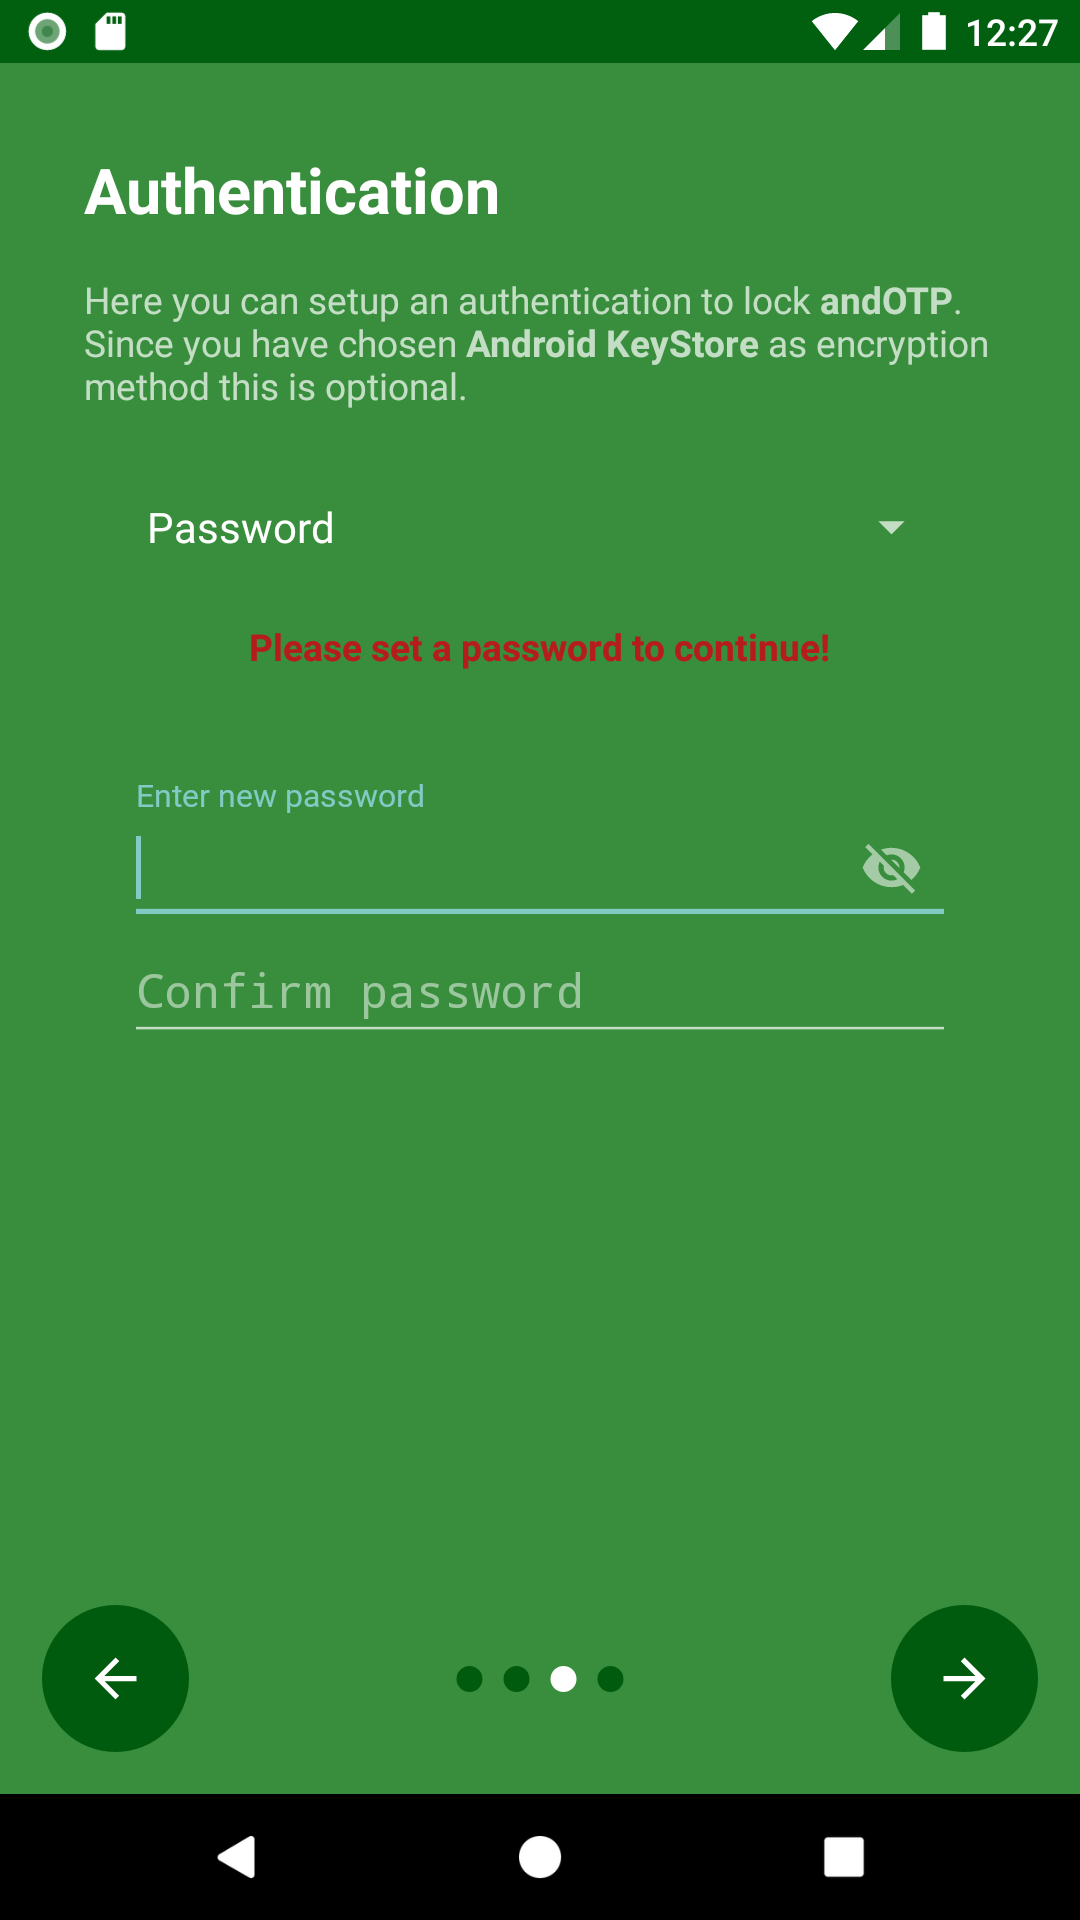 12:27
Authentication
Here you can setup an authentication to lock andOTP.
Since you have chosen Android KeyStore as encryption
method this is optional.
Password
Please set a password to continue!
Enter new password
Confirm password